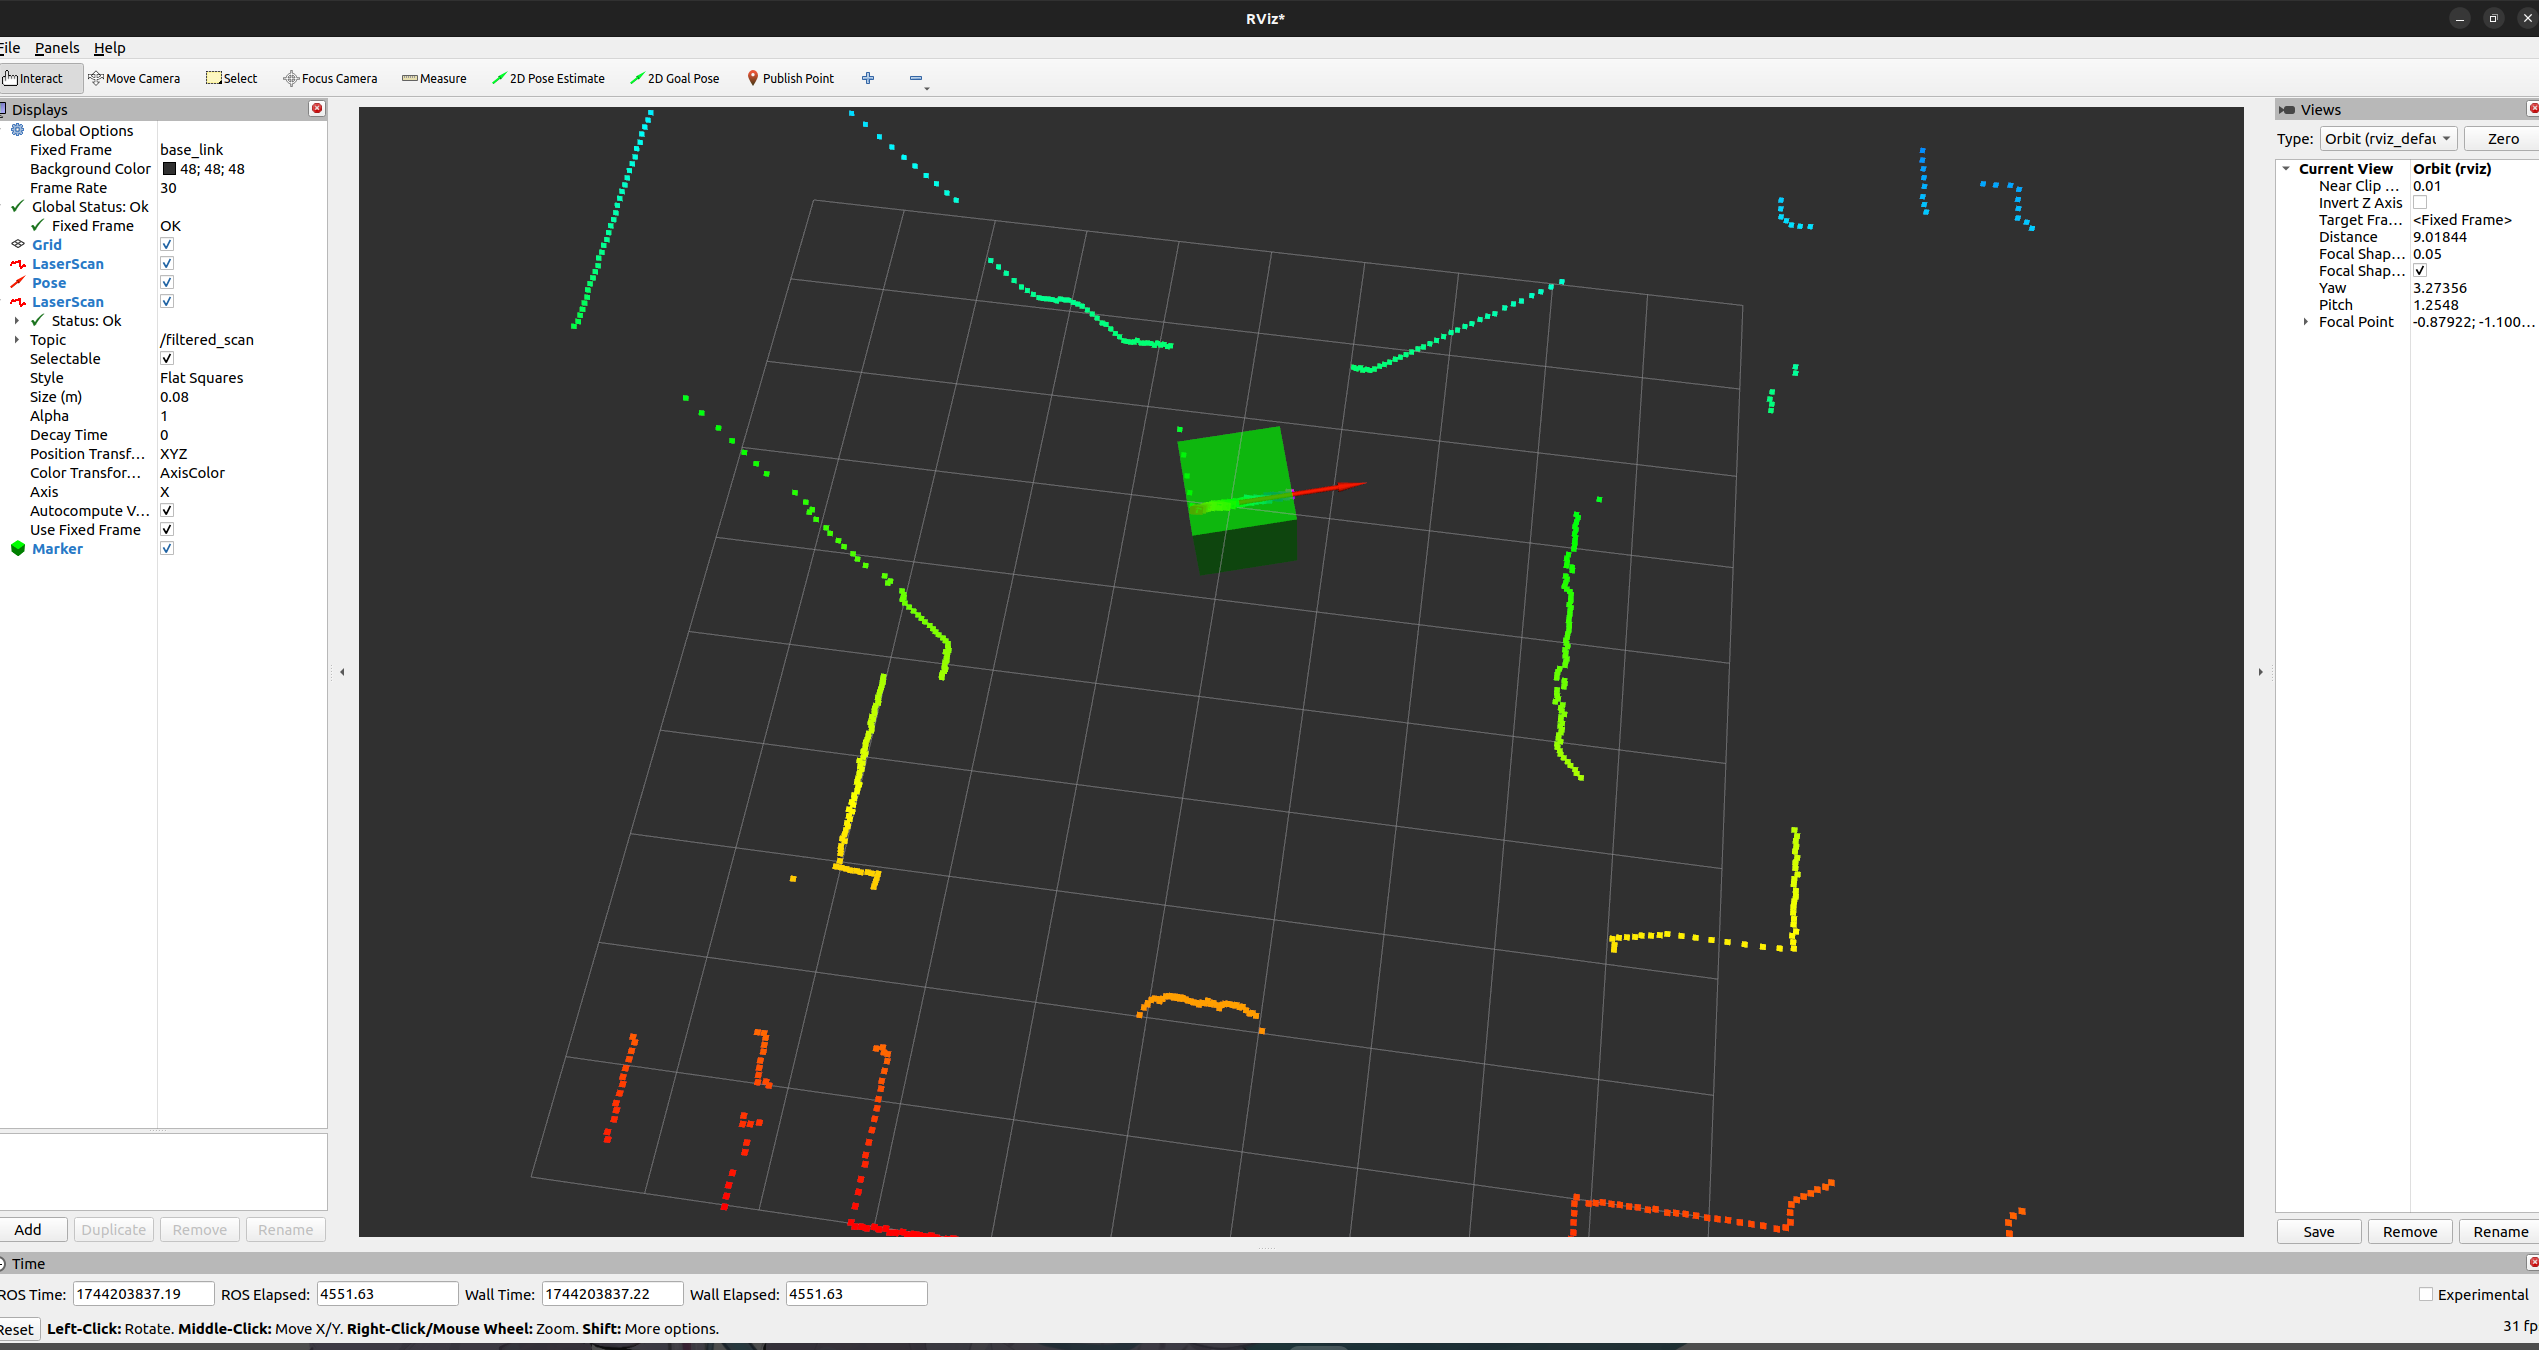 RViz*
File Panels Help
Interact Move Camera Select Focus Camera Measure 2D Pose Estimate 2D Goal Pose Publish Point
Displays
Global Options
Fixed Frame base_link
Background Color 48; 48; 48
Frame Rate 30
Global Status: Ok
Fixed Frame OK
Grid
LaserScan
Pose
LaserScan
Status: Ok
Topic /filtered_scan
Selectable
Style Flat Squares
Size (m) 0.08
Alpha 1
Decay Time 0
Position Transf... XYZ
Color Transfor... AxisColor
Axis X
Autocompute V...
Use Fixed Frame
Marker
Add Duplicate Remove Rename
Views
Type: Orbit (rviz_defau Zero
Current View Orbit (rviz)
Near Clip ... 0.01
Invert Z Axis
Target Fra... <Fixed Frame>
Distance 9.01844
Focal Shap... 0.05
Focal Shap...
Yaw 3.27356
Pitch 1.2548
Focal Point -0.87922; -1.100...
Save Remove Rename
Time
ROS Time: 1744203837.19 ROS Elapsed: 4551.63 Wall Time: 1744203837.22 Wall Elapsed: 4551.63 Experimental
Reset Left-Click: Rotate. Middle-Click: Move X/Y. Right-Click/Mouse Wheel: Zoom. Shift: More options. 31 fp